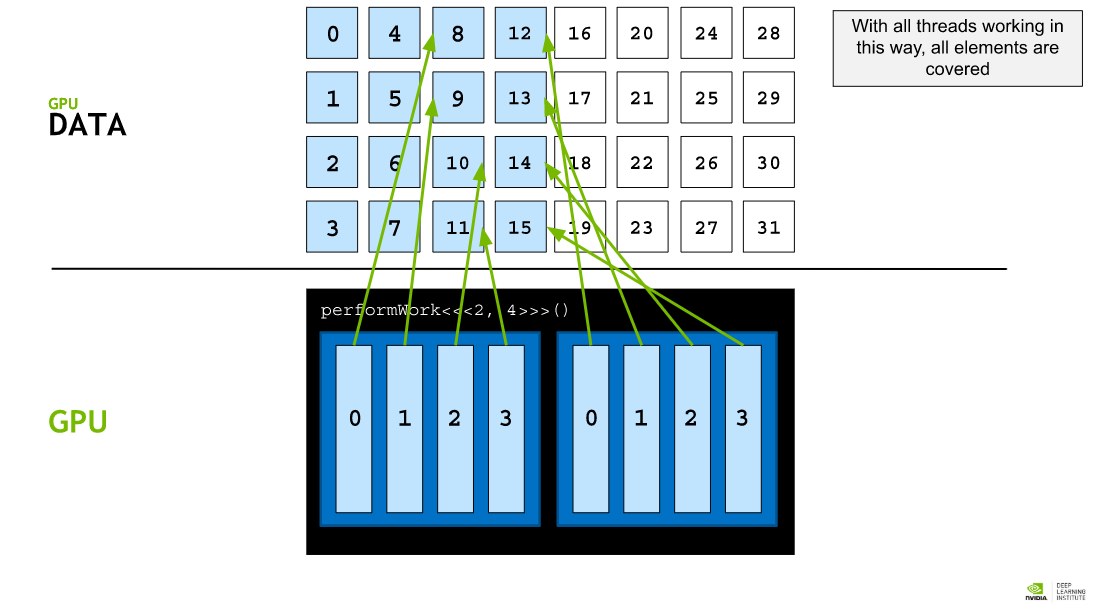 0 4 8 12 16 20 24 28
With all threads working in
this way, all elements are
covered
1 5 9 13 17 21 25 29
GPU
DATA
2 6 10 14 18 22 26 30
3 7 11 15 19 23 27 31
performWork<<<2, 4>>>()
GPU
0 1 2 3 0 1 2 3
NVIDIA
DEEP
LEARNING
INSTITUTE